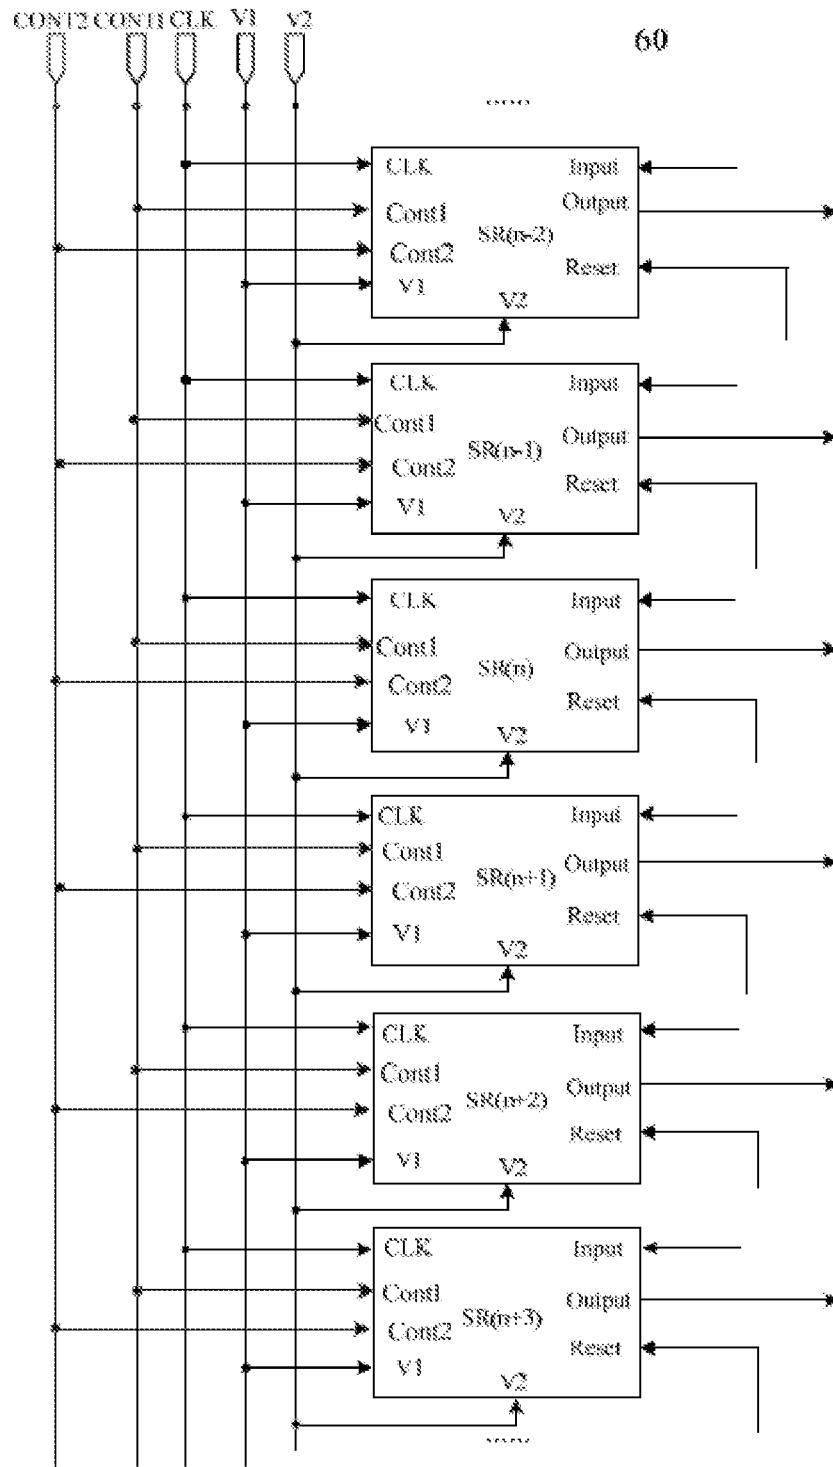 CONT2 CONT1 CLK V1 V2
60
CLK Input
Cont1 Output
SR(n-2)
Cont2 Reset
V1
V2
CLK Input
Cont1 Output
SR(n-1)
Cont2 Reset
V1
V2
CLK Input
Cont1 Output
SR(n)
Cont2 Reset
V1
V2
CLK Input
Cont1 Output
SR(n+1)
Cont2 Reset
V1
V2
CLK Input
Cont1 Output
SR(n+2)
Cont2 Reset
V1
V2
CLK Input
Cont1 Output
SR(n+3)
Cont2 Reset
V1
V2